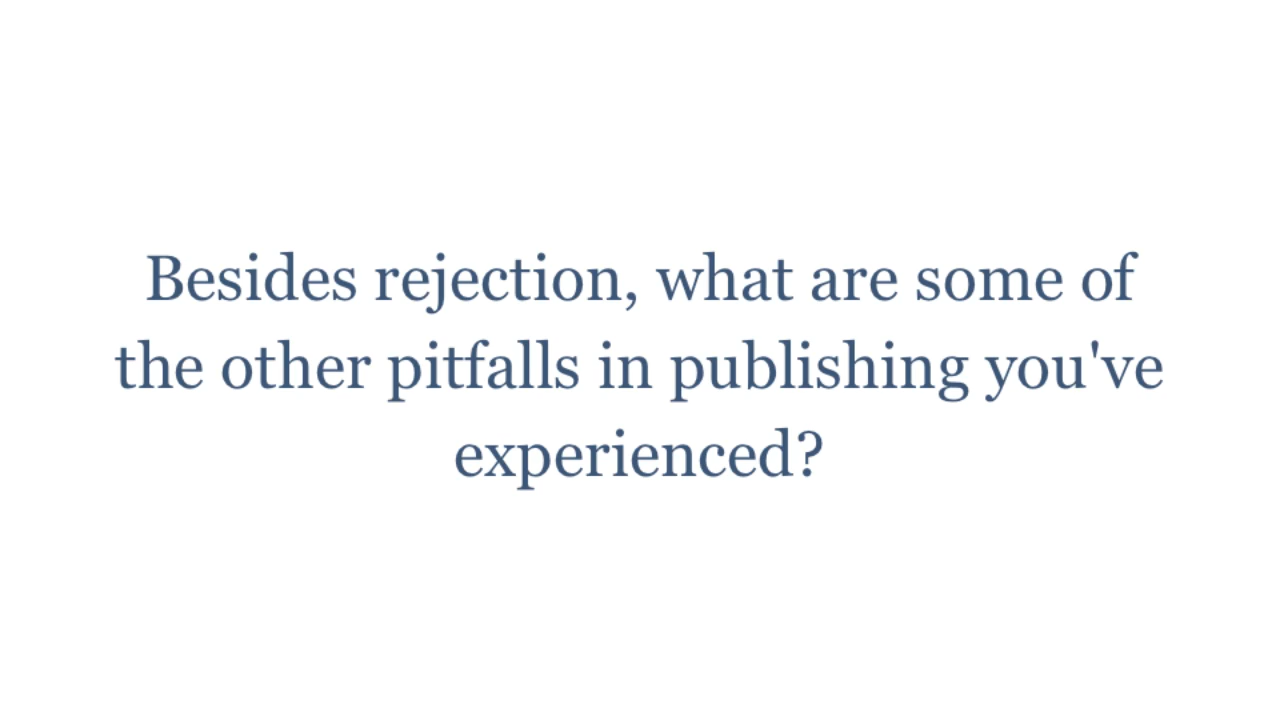 Besides rejection, what are some of
the other pitfalls in publishing you've
experienced?